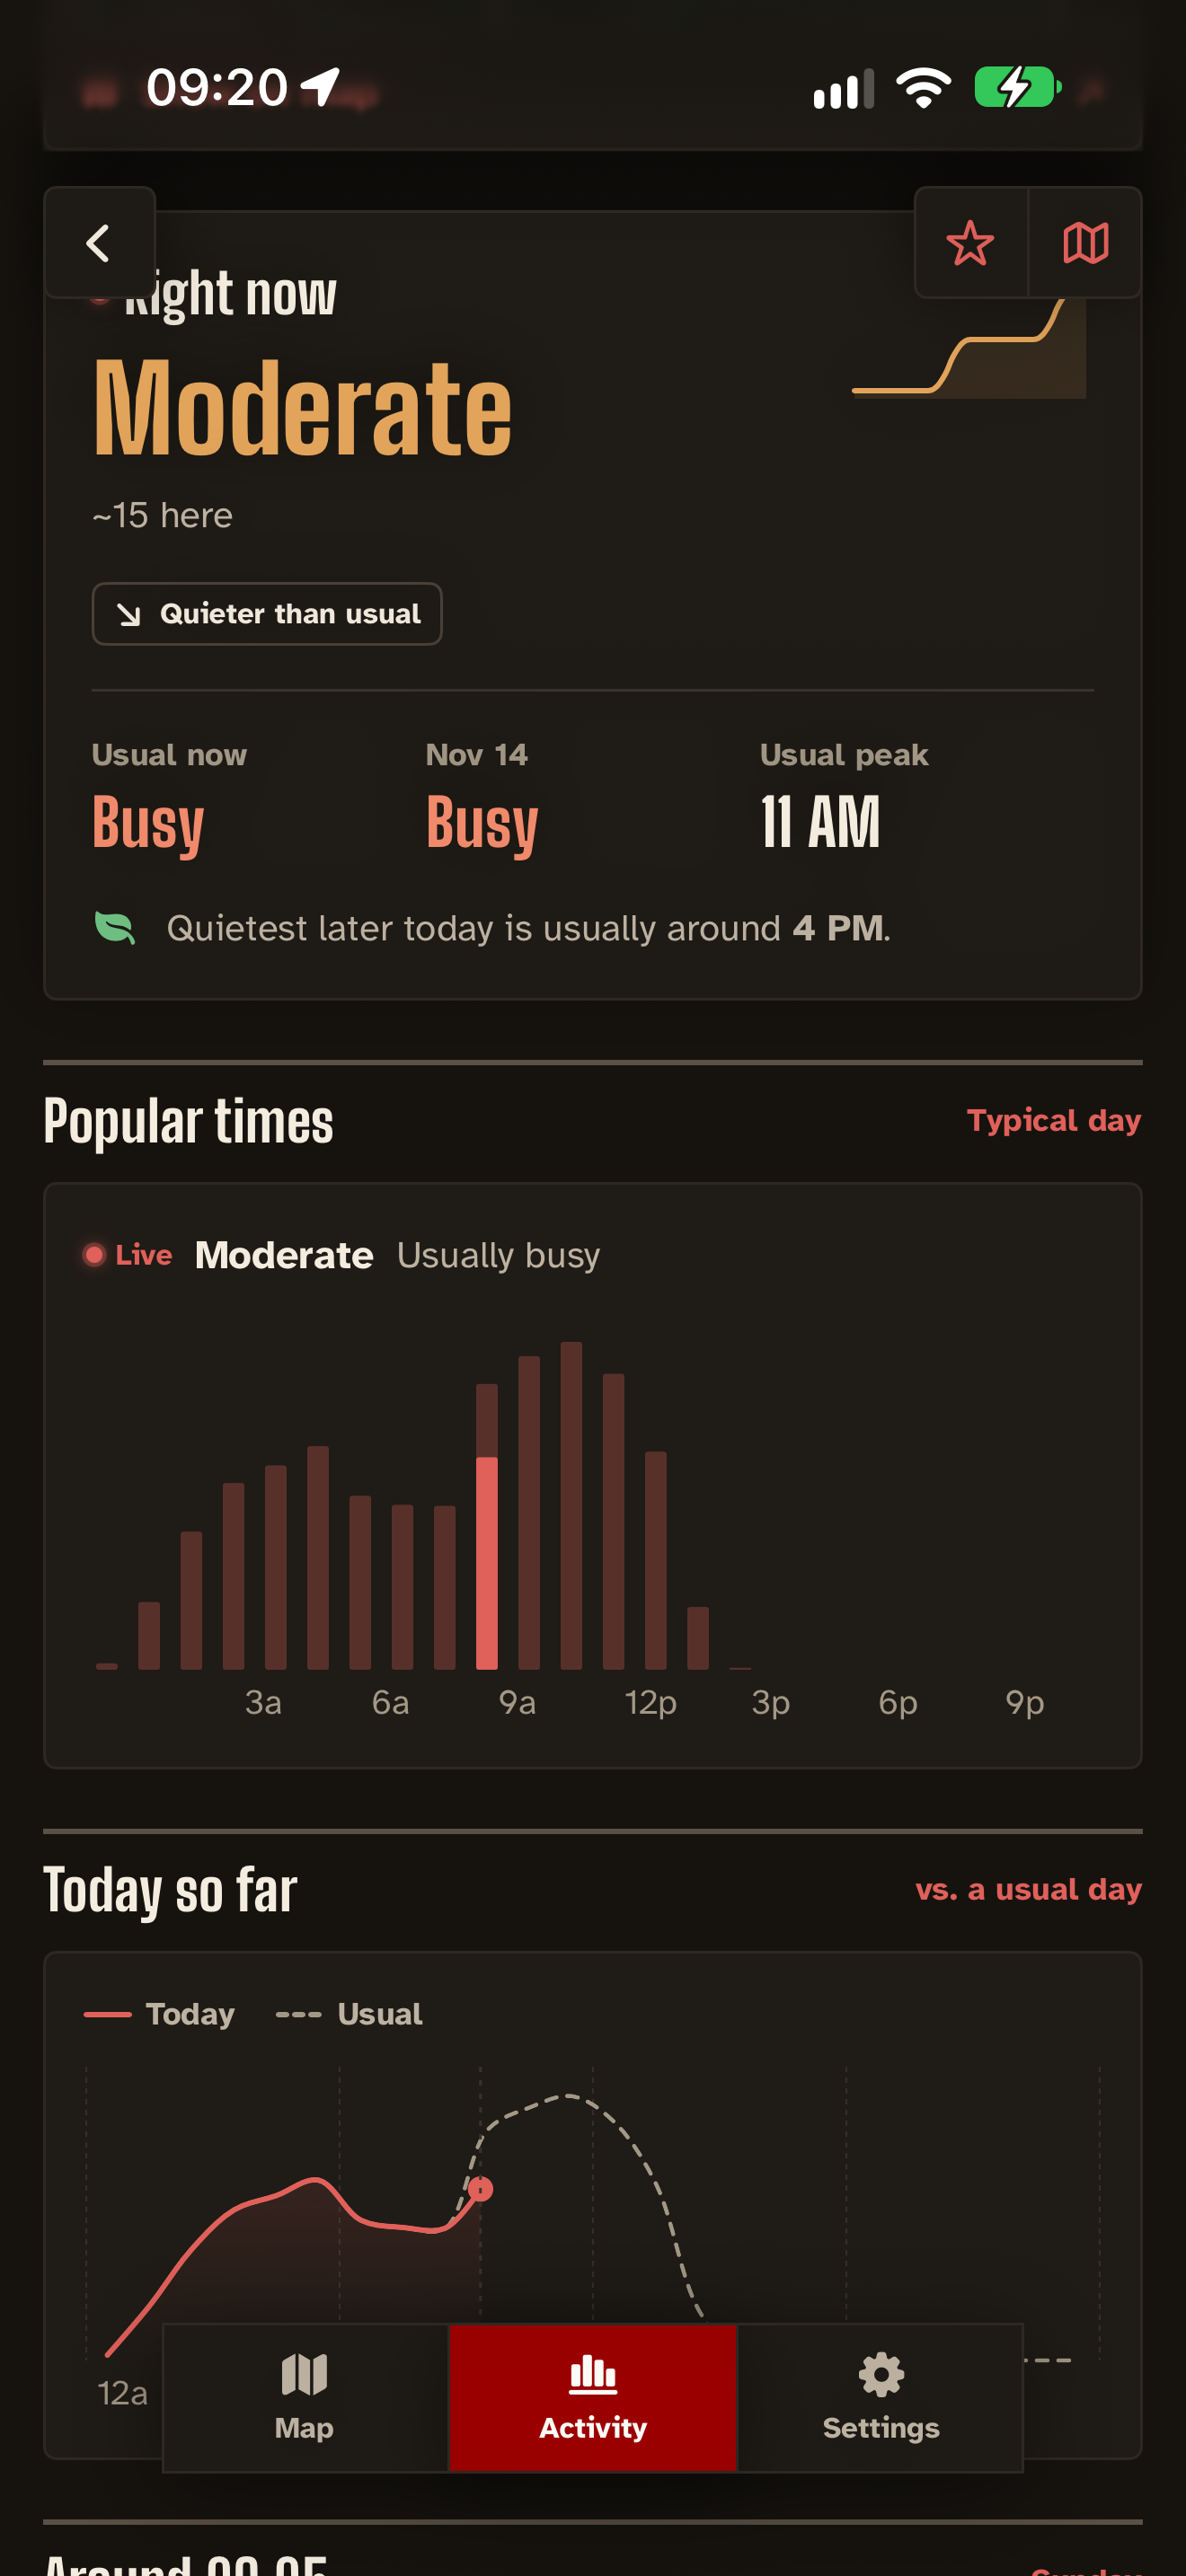 09:20
Right now
Moderate
~15 here
Quieter than usual
Usual now
Nov 14
Usual peak
Busy
Busy
11 AM
Quietest later today is usually around 4 PM.
Popular times
Typical day
Live Moderate Usually busy
3a 6a 9a 12p 3p 6p 9p
Today so far
vs. a usual day
Today Usual
12a
Map
Activity
Settings
Around